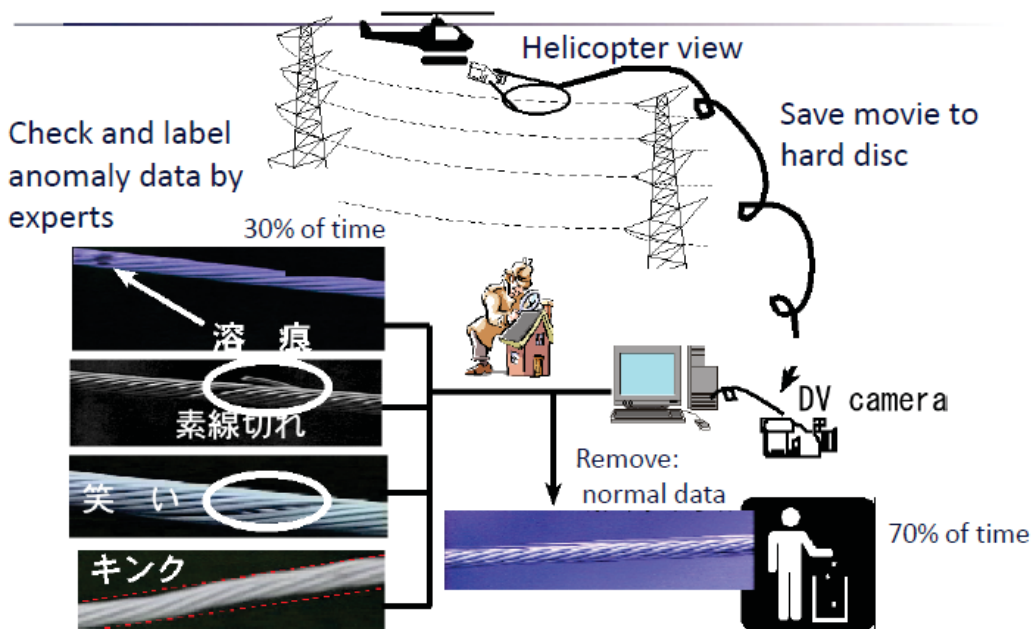 Helicopter view
Save movie to
hard disc
Check and label
anomaly data by
experts
30% of time
溶 痕
素線切れ
笑 い
キンク
DV camera
Remove:
normal data
70% of time